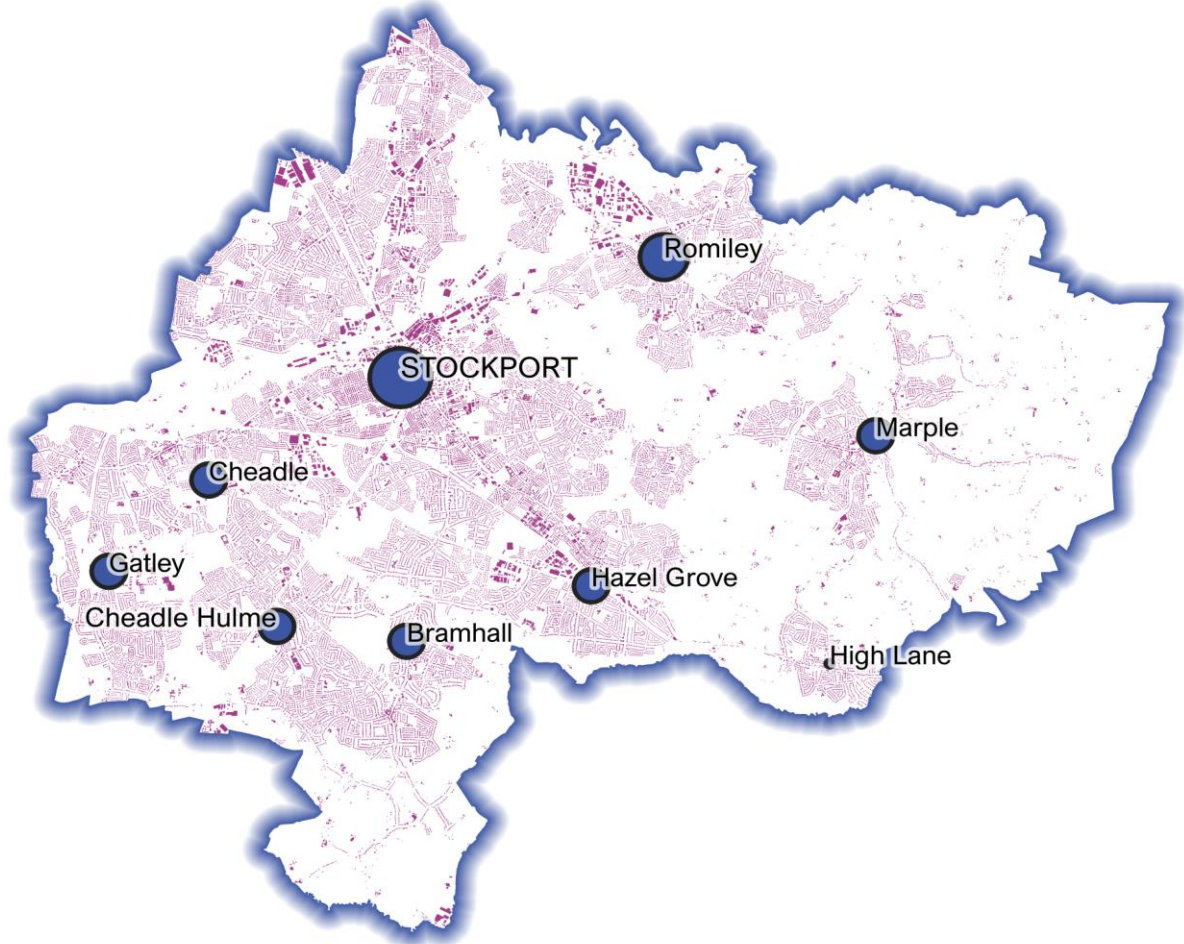 Romiley
STOCKPORT
Marple
Cheadle
Gatley
Hazel Grove
Cheadle Hulme
Bramhall
High Lane